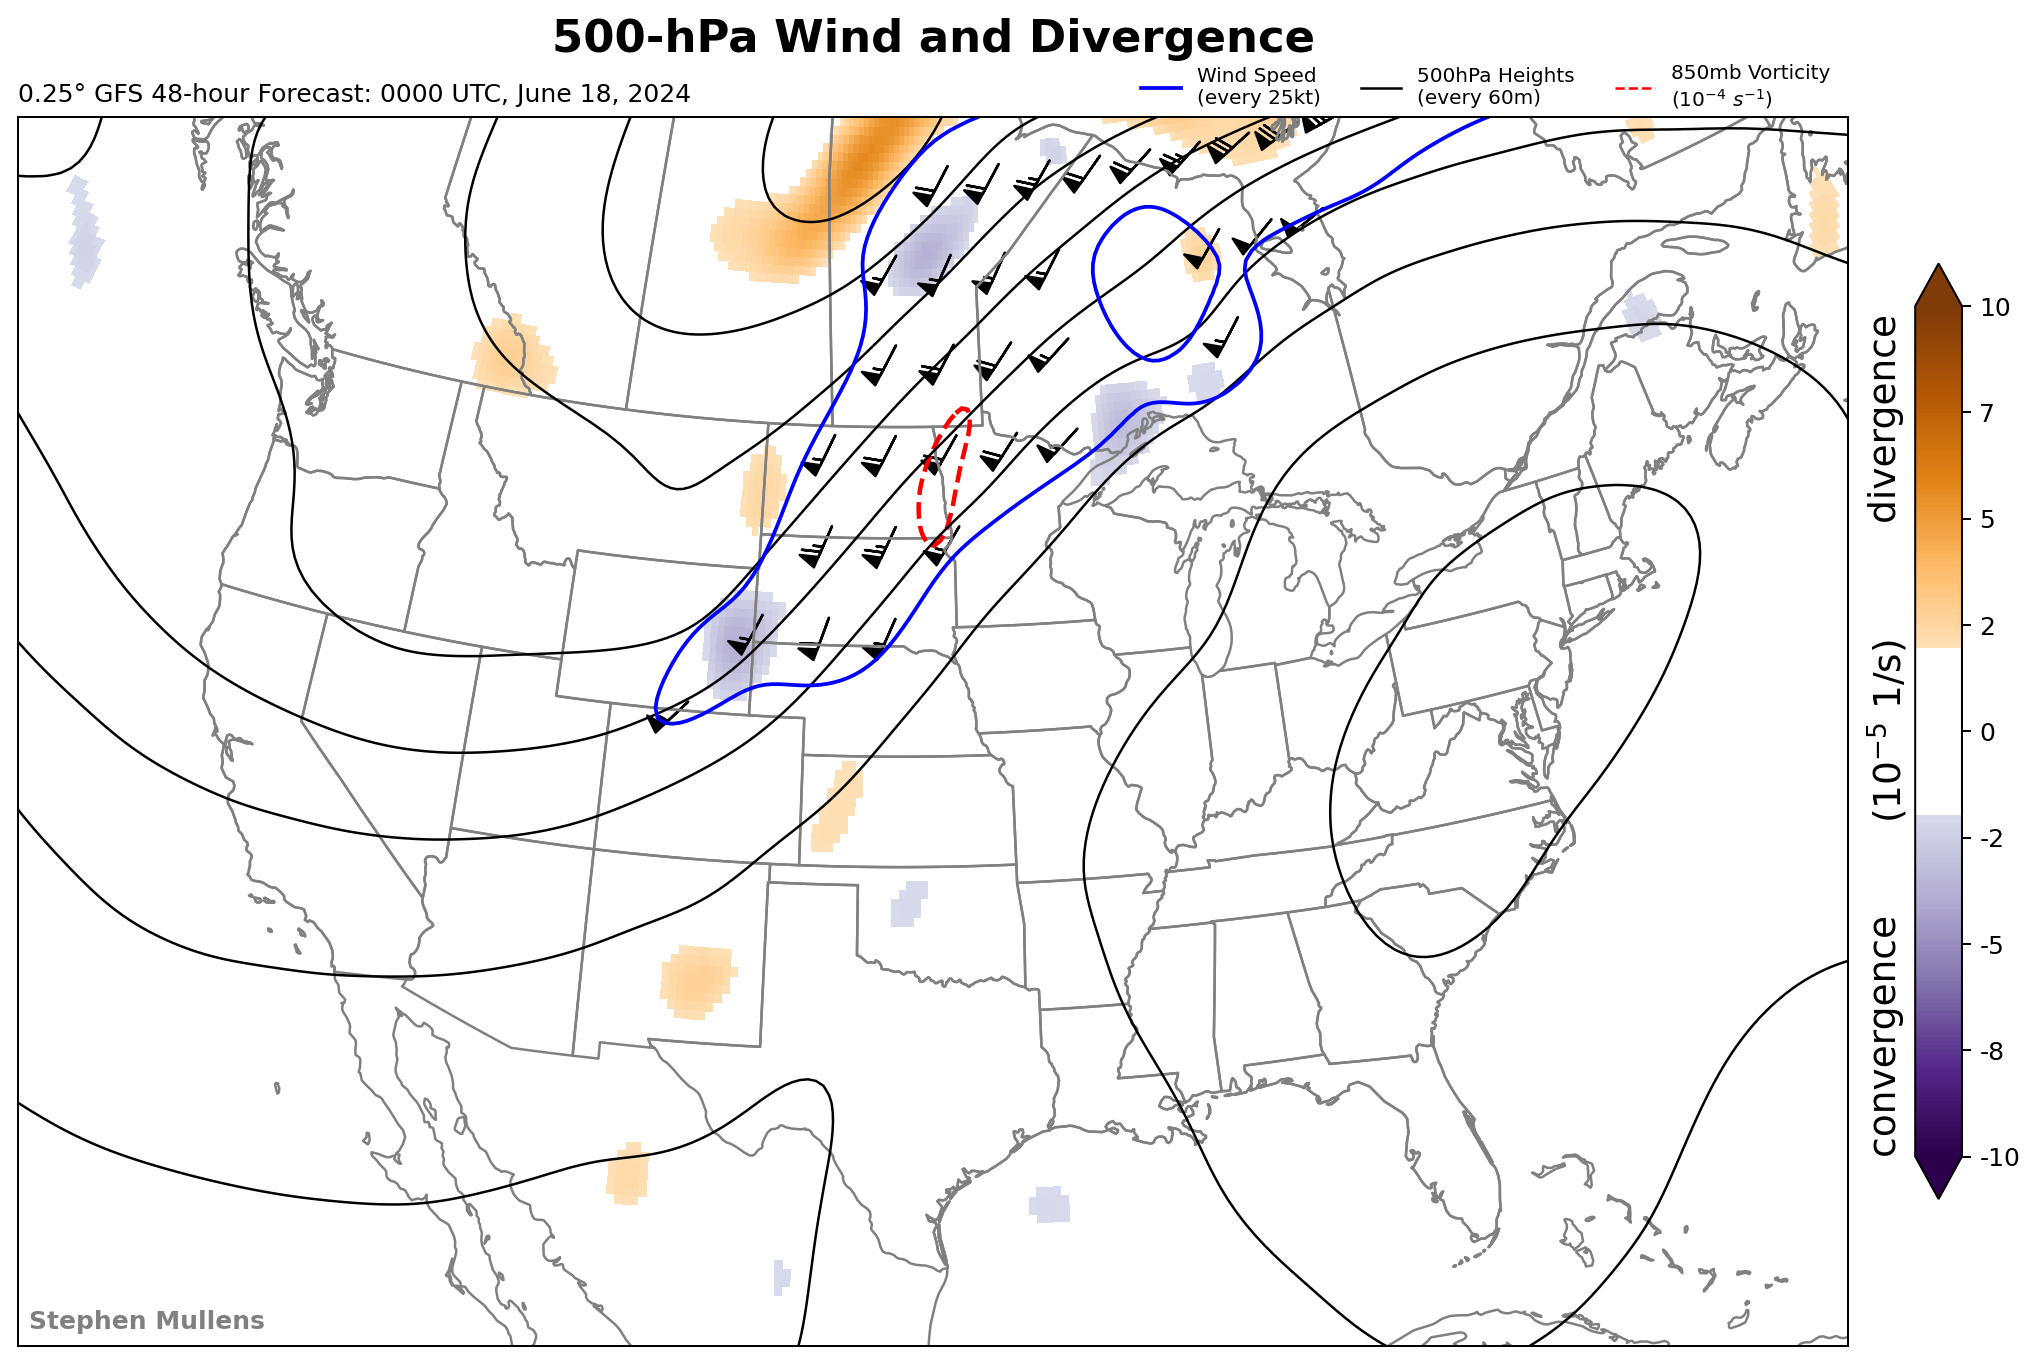 500-hPa Wind and Divergence
0.25° GFS 48-hour Forecast: 0000 UTC, June 18, 2024
Wind Speed
(every 25kt)
500hPa Heights
(every 60m)
850mb Vorticity
(10⁻⁴ s⁻¹)
10
7
5
2
0
-2
-5
-8
-10
divergence
(10⁻⁵ 1/s)
convergence
Stephen Mullens